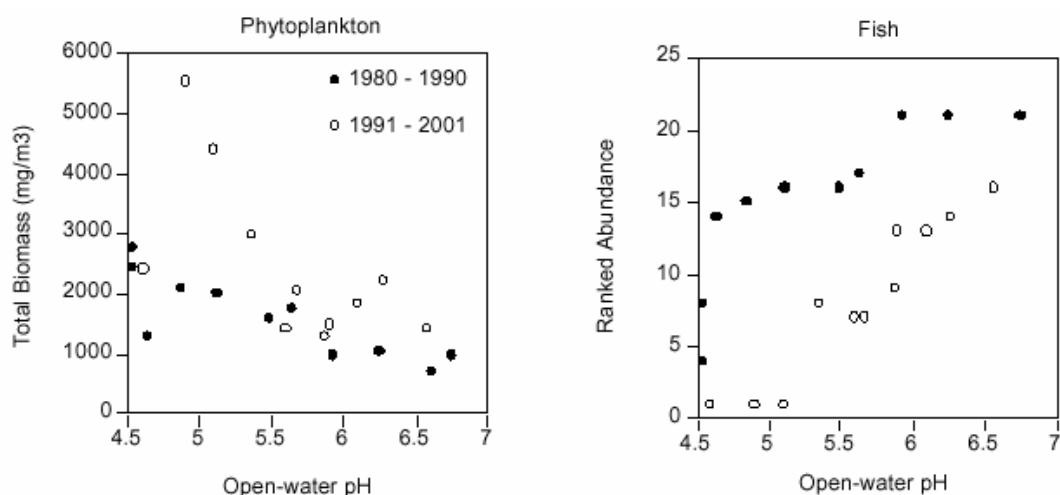 Phytoplankton
Total Biomass (mg/m3)
6000
5000
4000
3000
2000
1000
0
1980 - 1990
1991 - 2001
4.5 5 5.5 6 6.5 7
Open-water pH
Fish
Ranked Abundance
25
20
15
10
5
0
4.5 5 5.5 6 6.5 7
Open-water pH